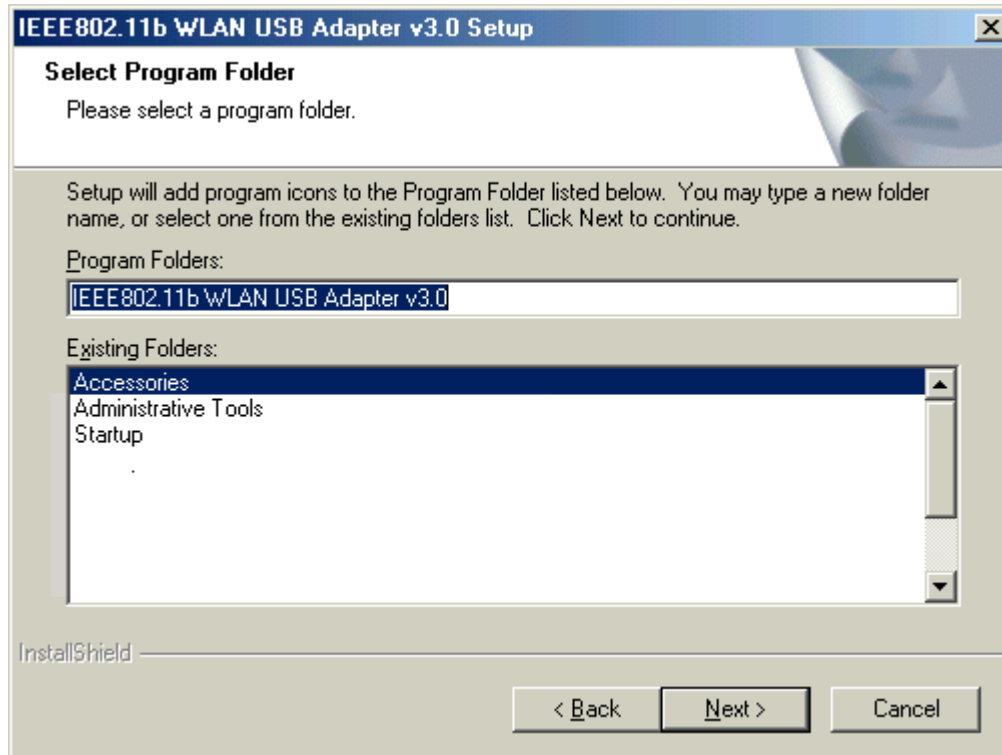 IEEE802.11b WLAN USB Adapter v3.0 Setup
Select Program Folder
Please select a program folder.
Setup will add program icons to the Program Folder listed below. You may type a new folder
name, or select one from the existing folders list. Click Next to continue.
Program Folders:
IEEE802.11b WLAN USB Adapter v3.0
Existing Folders:
Accessories
Administrative Tools
Startup
InstallShield
< Back Next > Cancel